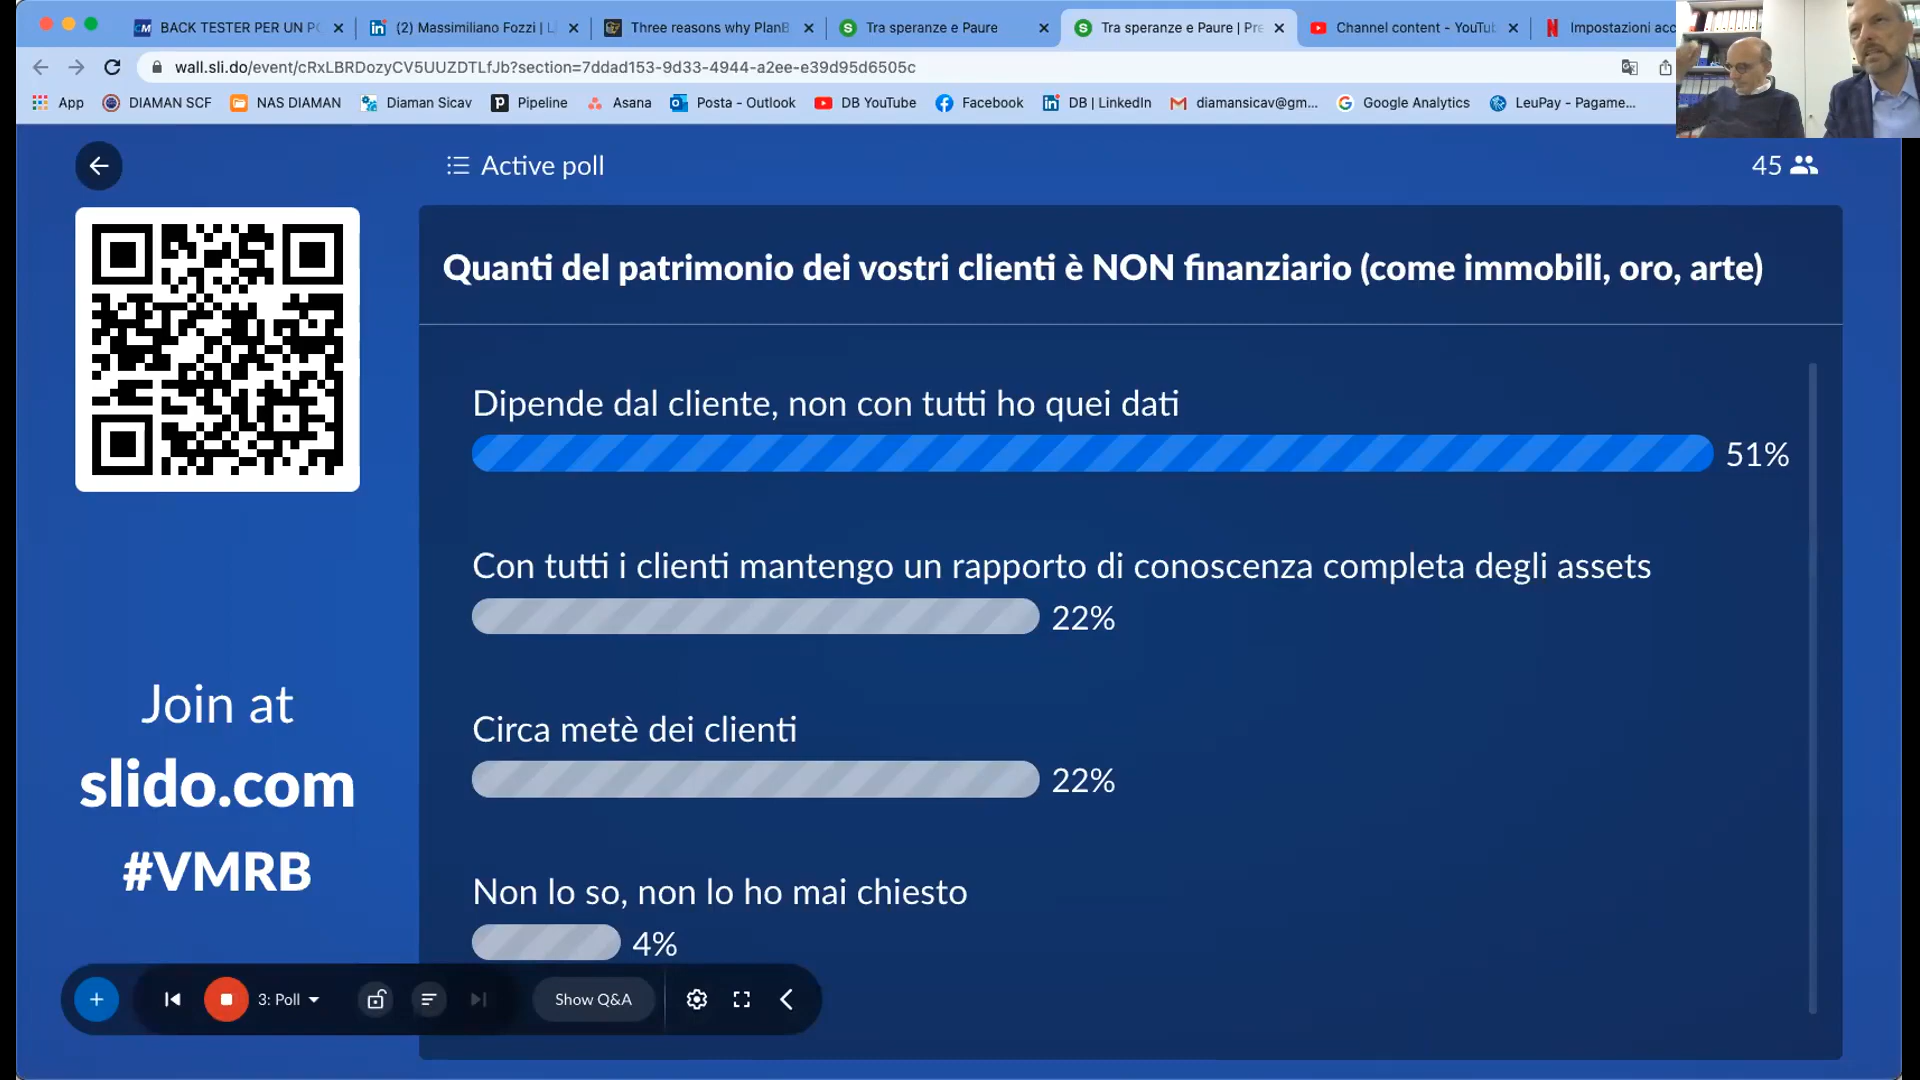 BACK TESTER PER UN P
(2) Massimiliano Fozzi | L
Three reasons why PlanB
Tra speranze e Paure
Tra speranze e Paure | Pre
Channel content - YouTub
Impostazioni acc
wall.sli.do/event/cRxLBRDozyCV5UUZDTLfJb?section=7ddad153-9d33-4944-a2ee-e39d95d6505c
App
DIAMAN SCF
NAS DIAMAN
Diaman Sicav
Pipeline
Asana
Posta - Outlook
DB YouTube
Facebook
DB | LinkedIn
diamansicav@gm...
Google Analytics
LeuPay - Pagame...
Active poll
45
Quanti del patrimonio dei vostri clienti è NON finanziario (come immobili, oro, arte)
Dipende dal cliente, non con tutti ho quei dati
51%
Con tutti i clienti mantengo un rapporto di conoscenza completa degli assets
22%
Circa metè dei clienti
22%
Non lo so, non lo ho mai chiesto
4%
Join at
slido.com
#VMRB
3: Poll
Show Q&A